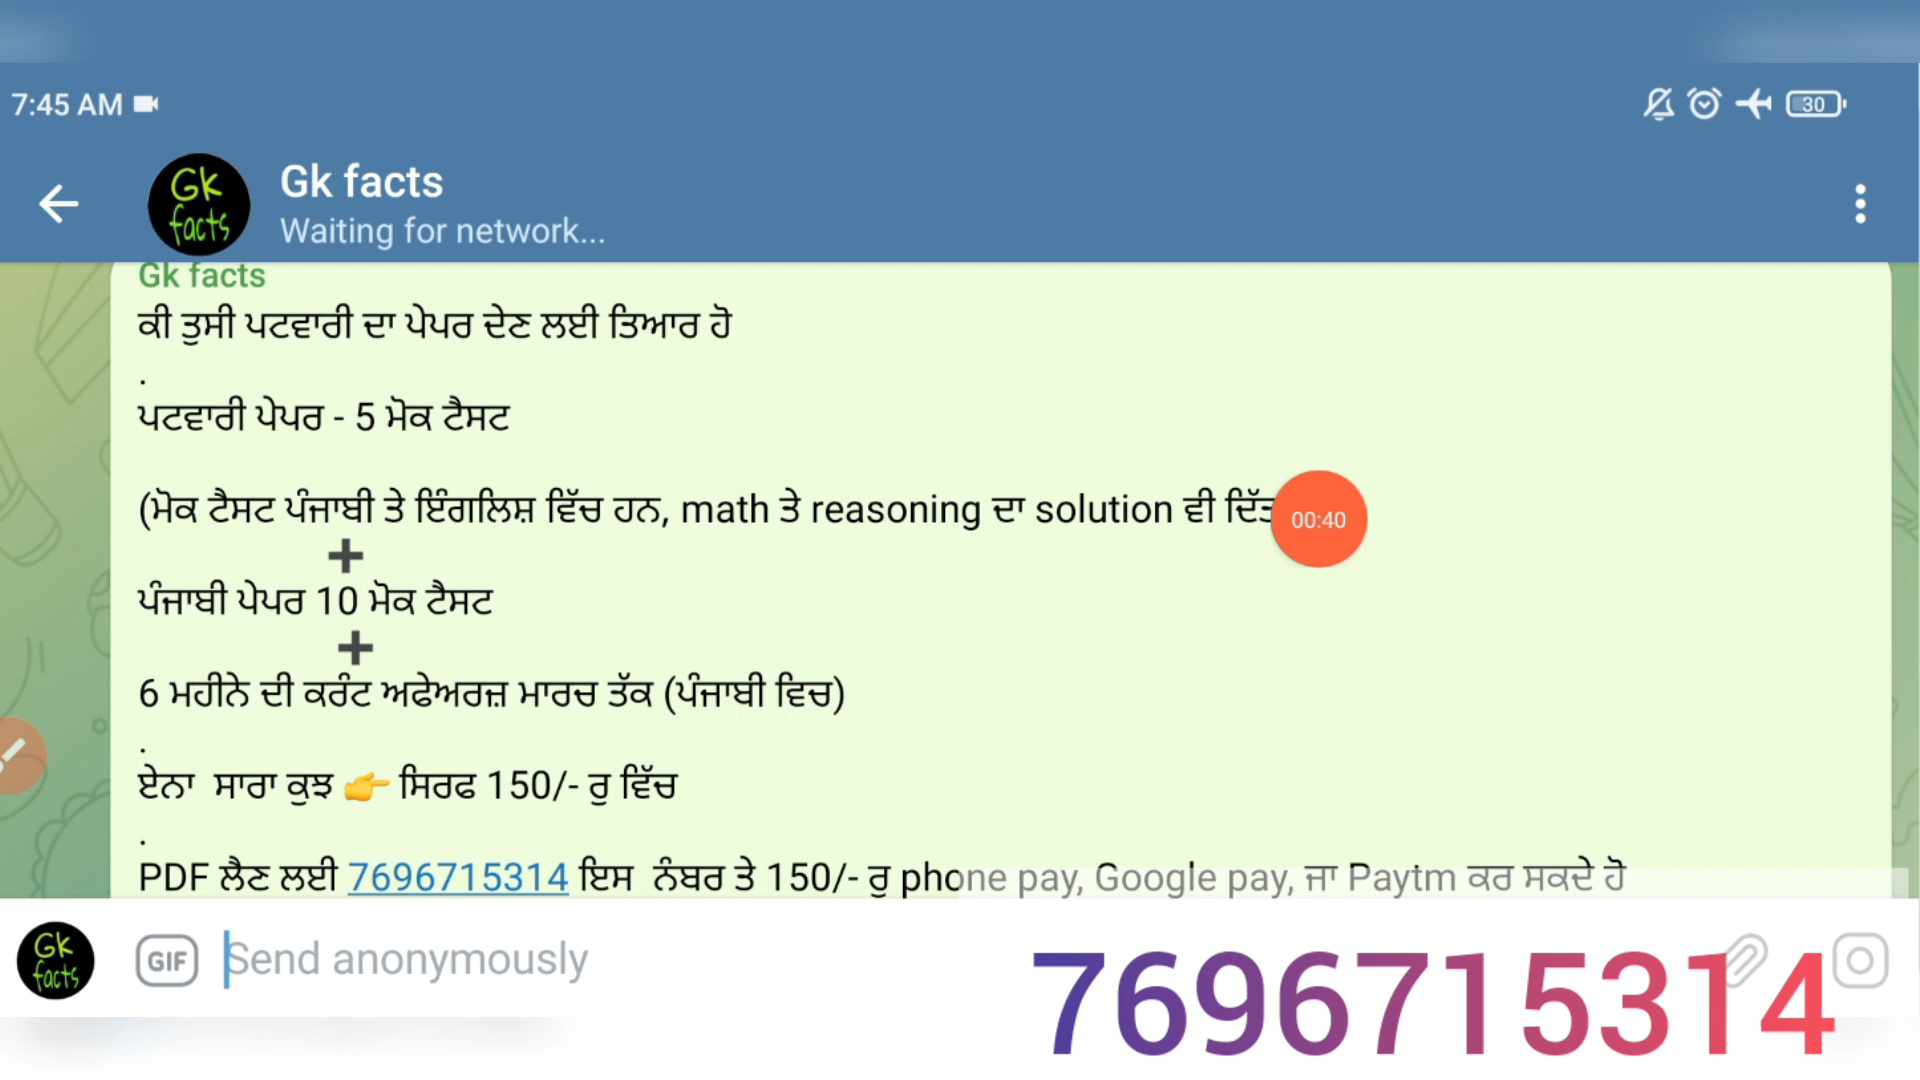 7:45 AM
30
Gk facts
Gk facts
Waiting for network...
Gk facts
ਕੀ ਤੁਸੀ ਪਟਵਾਰੀ ਦਾ ਪੇਪਰ ਦੇਣ ਲਈ ਤਿਆਰ ਹੋ
.
ਪਟਵਾਰੀ ਪੇਪਰ - 5 ਮੋਕ ਟੈਸਟ
(ਮੋਕ ਟੈਸਟ ਪੰਜਾਬੀ ਤੇ ਇੰਗਲਿਸ਼ ਵਿੱਚ ਹਨ, math ਤੇ reasoning ਦਾ solution ਵੀ
00:40
➕
ਪੰਜਾਬੀ ਪੇਪਰ 10 ਮੋਕ ਟੈਸਟ
➕
6 ਮਹੀਨੇ ਦੀ ਕਰੰਟ ਅਫੇਅਰਜ਼ ਮਾਰਚ ਤੱਕ (ਪੰਜਾਬੀ ਵਿਚ)
.
ਏਨਾ ਸਾਰਾ ਕੁਝ 👉 ਸਿਰਫ 150/- ਰੁ ਵਿੱਚ
.
PDF ਲੈਣ ਲਈ 7696715314 ਇਸ ਨੰਬਰ ਤੇ 150/- ਰੁ phone pay, Google pay, ਜਾ Paytm ਕਰ ਸਕਦੇ ਹੋ
Gk facts
GIF
Send anonymously
7696715314